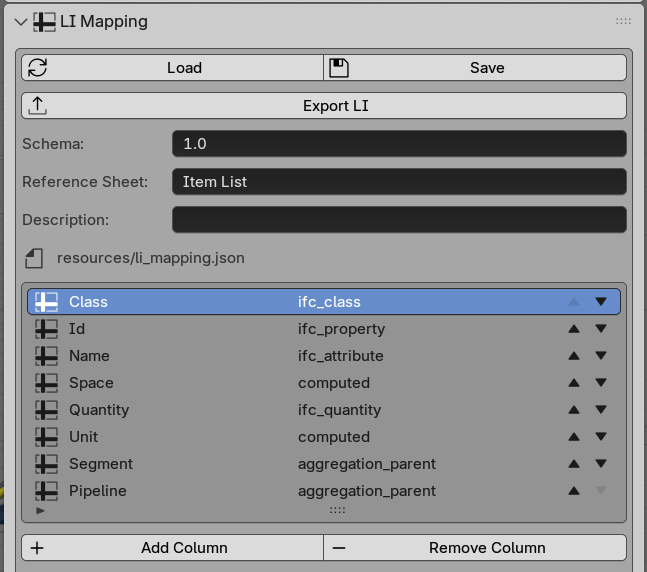 LI Mapping
Load Save
Export LI
Schema: 1.0
Reference Sheet: Item List
Description:
resources/li_mapping.json
Class ifc_class
Id ifc_property
Name ifc_attribute
Space computed
Quantity ifc_quantity
Unit computed
Segment aggregation_parent
Pipeline aggregation_parent
Add Column Remove Column